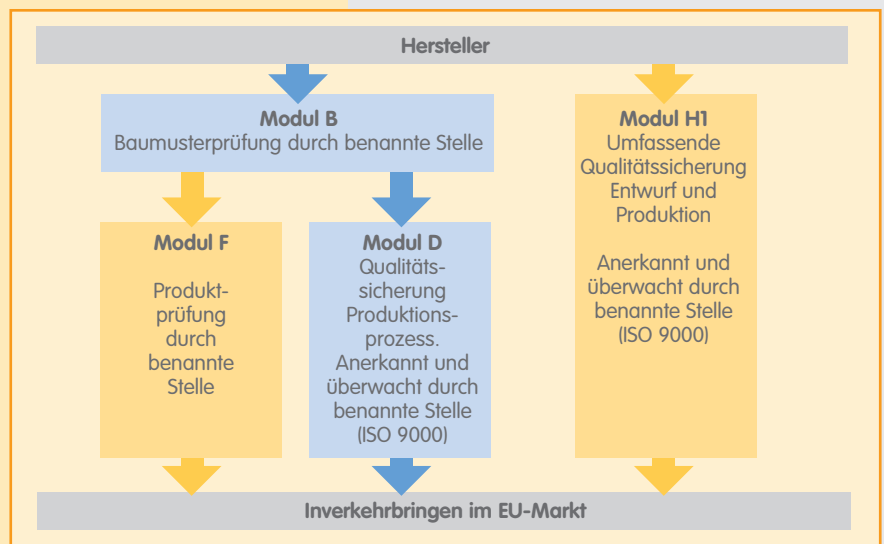 Hersteller
Modul B
Baumusterprüfung durch benannte Stelle
Modul H1
Umfassende
Qualitätssicherung
Entwurf und
Produktion
Anerkannt und
überwacht durch
benannte Stelle
(ISO 9000)
Modul F
Produkt-
prüfung
durch
benannte
Stelle
Modul D
Qualitäts-
sicherung
Produktions-
prozess.
Anerkannt und
überwacht durch
benannte Stelle
(ISO 9000)
Inverkehrbringen im EU-Markt